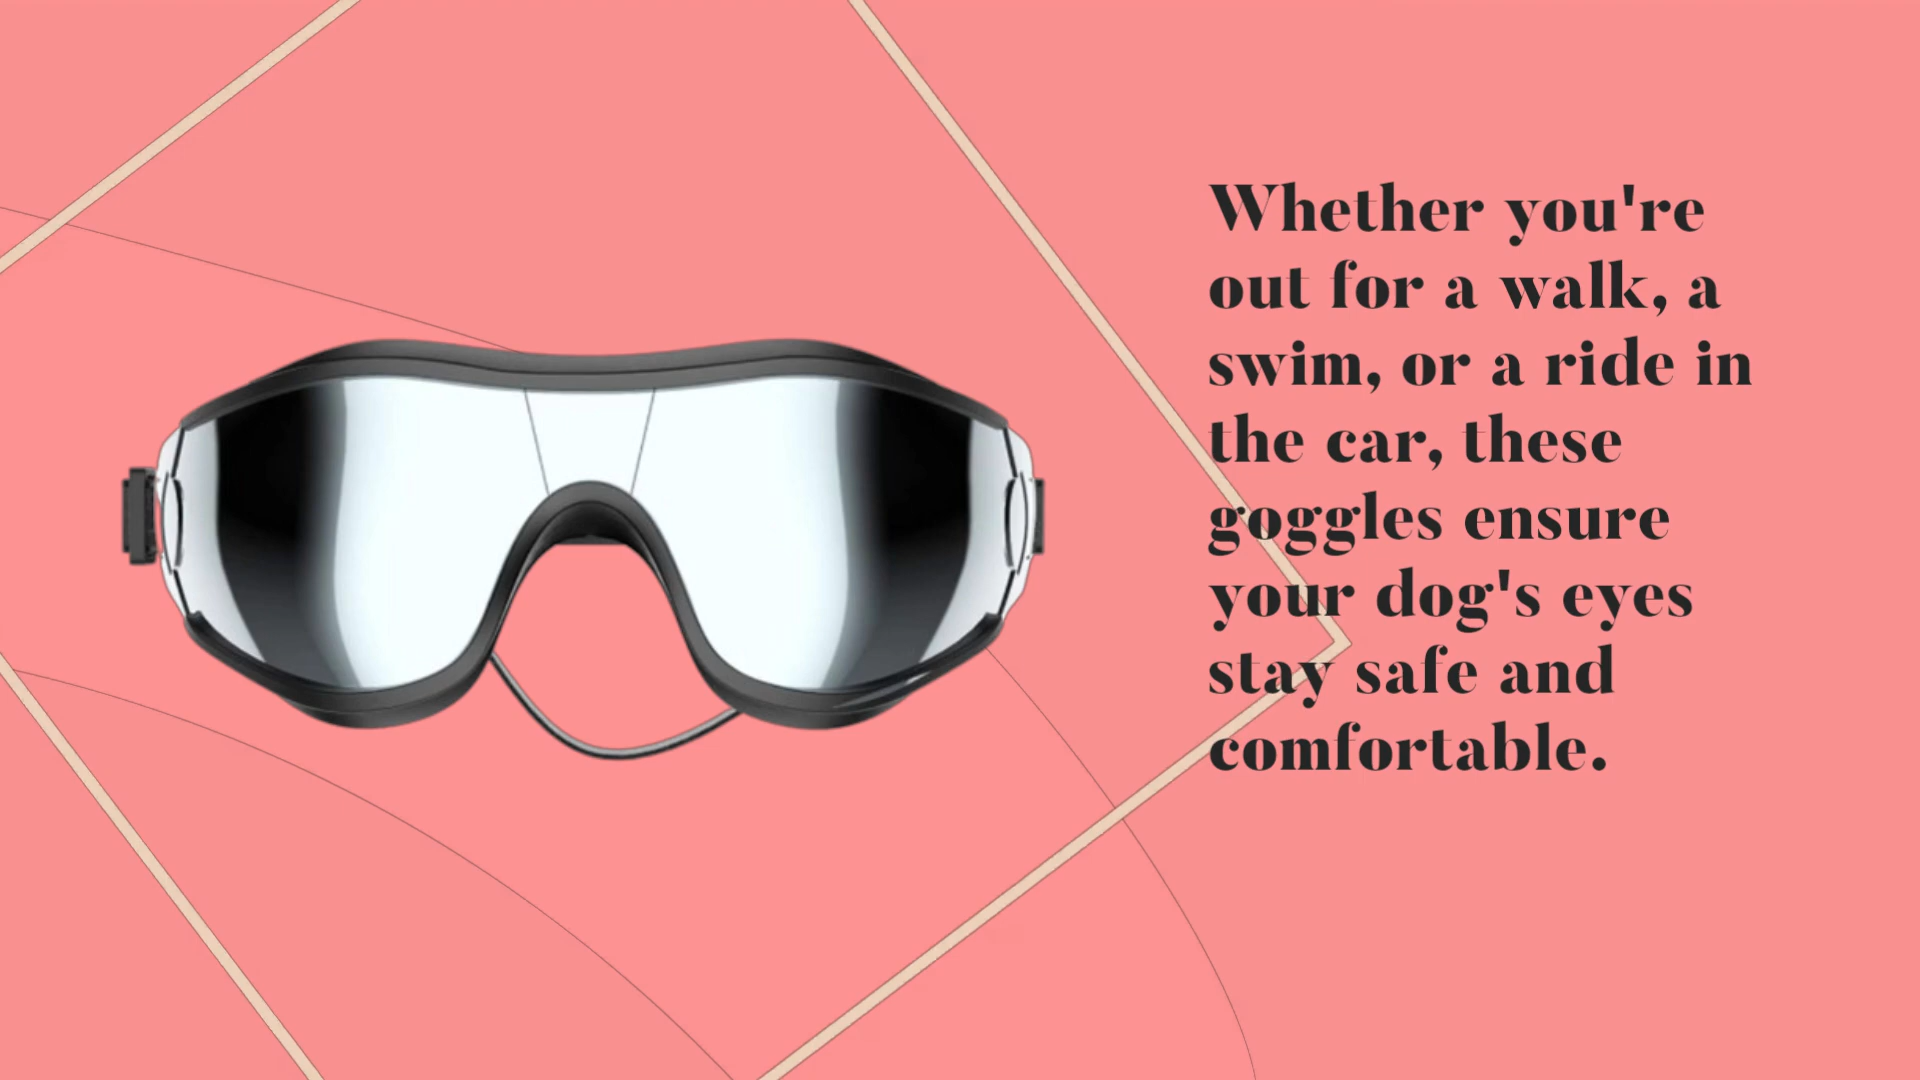 Whether you're
out for a walk, a
swim, or a ride in
the car, these
goggles ensure
your dog's eyes
stay safe and
comfortable.